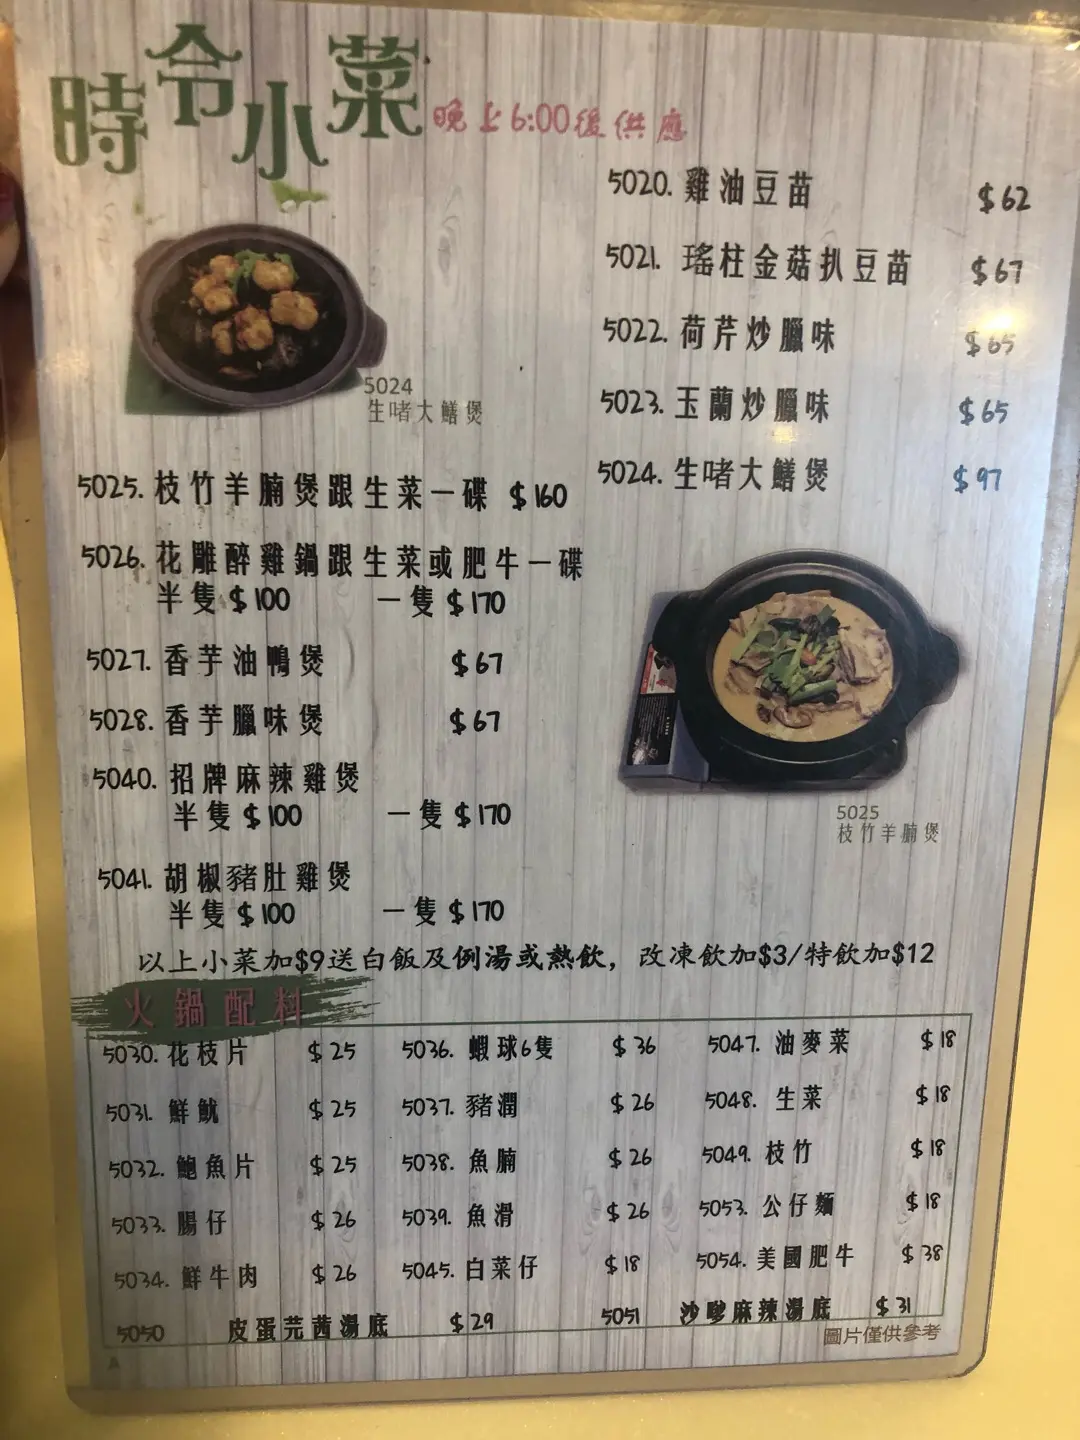 時令小菜 晚上6:00後供應
5020. 雞油豆苗 $62
5021. 瑤柱金菇扒豆苗 $67
5022. 荷芹炒臘味 $65
5023. 玉蘭炒臘味 $65
5024. 生啫大鱔煲 $97
5024
生啫大鱔煲
5025. 枝竹羊腩煲跟生菜一碟 $160
5026. 花雕醉雞鍋跟生菜或肥牛一碟
半隻 $100 一隻 $170
5027. 香芋油鴨煲 $67
5028. 香芋臘味煲 $67
5040. 招牌麻辣雞煲
半隻 $100 一隻 $170
5041. 胡椒豬肚雞煲
半隻 $100 一隻 $170
5025
枝竹羊腩煲
以上小菜加$9送白飯及例湯或熱飲，改凍飲加$3/特飲加$12
火鍋配料
5030. 花枝片 $25 5036. 蝦球6隻 $36 5047. 油麥菜 $18
5031. 鮮魷 $25 5037. 豬潤 $26 5048. 生菜 $18
5032. 鮑魚片 $25 5038. 魚腩 $26 5049. 枝竹 $18
5033. 腸仔 $26 5039. 魚滑 $26 5053. 公仔麵 $18
5034. 鮮牛肉 $26 5045. 白菜仔 $18 5054. 美國肥牛 $38
5050 皮蛋芫茜湯底 $29 5051 沙嗲麻辣湯底 $31
圖片僅供參考